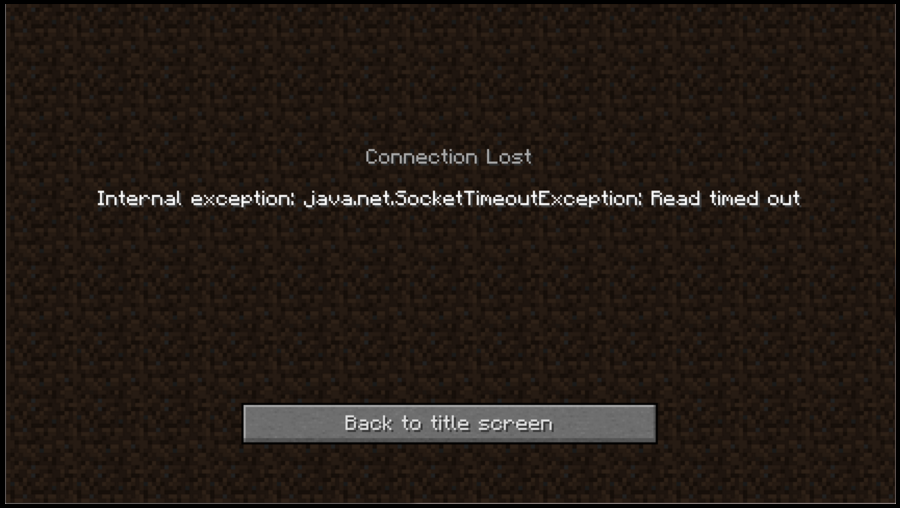 Connection Lost
Internal exception: java.net.SocketTimeoutException: Read timed out
Back to title screen